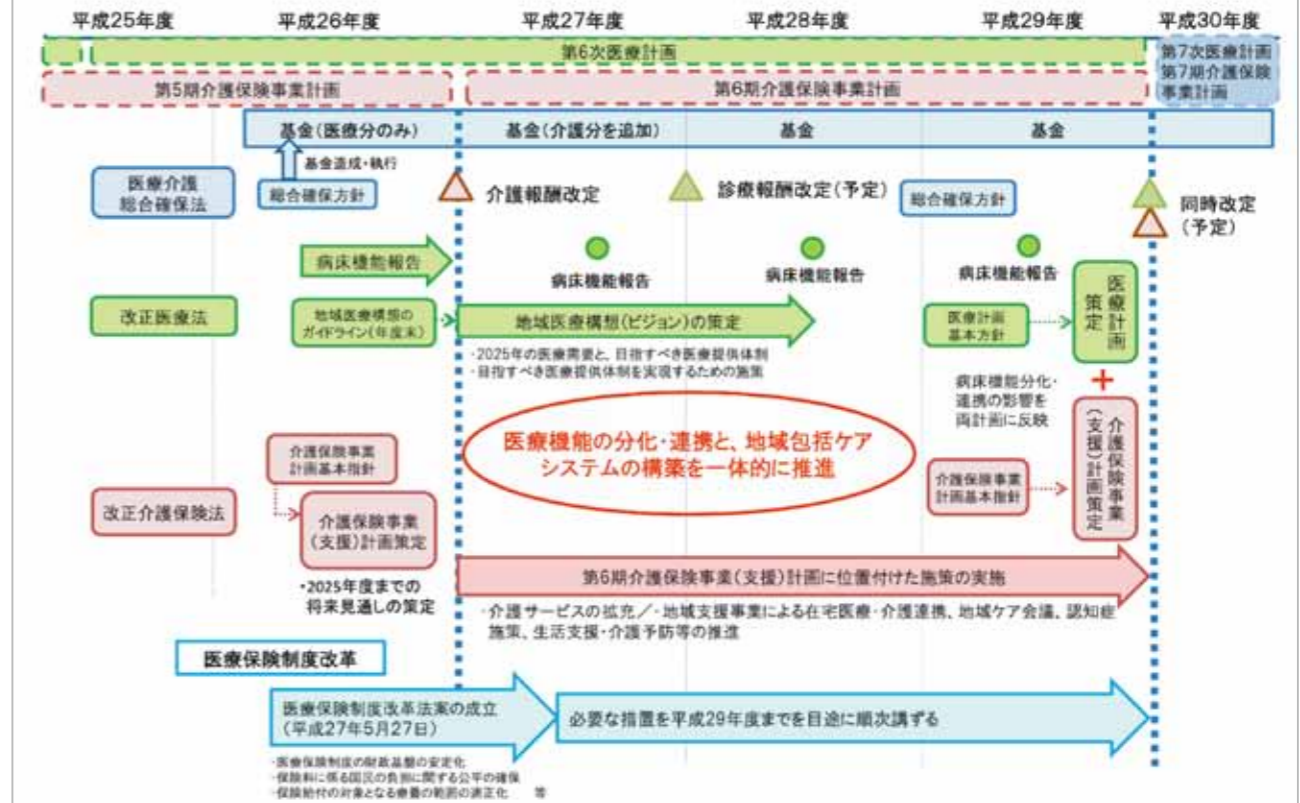 平成25年度
平成26年度
平成27年度
平成28年度
平成29年度
平成30年度
第6次医療計画
第7次医療計画
第7期介護保険
事業計画
第5期介護保険事業計画
第6期介護保険事業計画
基金(医療分のみ)
基金(介護分を追加)
基金
基金
基金造成・執行
医療介護
総合確保法
総合確保方針
介護報酬改定
診療報酬改定(予定)
総合確保方針
同時改定
(予定)
病床機能報告
病床機能報告
病床機能報告
病床機能報告
改正医療法
地域医療構想の
ガイドライン(年度末)
地域医療構想(ビジョン)の策定
医療計画
基本方針
医療計画
策定
・2025年の医療需要と、目指すべき医療提供体制
・目指すべき医療提供体制を実現するための施策
病床機能分化・
連携の影響を
両計画に反映
+
医療機能の分化・連携と、地域包括ケア
システムの構築を一体的に推進
介護保険事業
計画基本指針
介護保険事業
計画基本指針
介護保険事業
(支援)計画策定
改正介護保険法
介護保険事業
(支援)計画策定
・2025年度までの
将来見通しの策定
第6期介護保険事業(支援)計画に位置付けた施策の実施
・介護サービスの拡充/・地域支援事業による在宅医療・介護連携、地域ケア会議、認知症
施策、生活支援・介護予防等の推進
医療保険制度改革
医療保険制度改革法案の成立
(平成27年5月27日)
必要な措置を平成29年度までを目途に順次講ずる
・医療保険制度の財政基盤の安定化
・保険料に係る国民の負担に関する公平の確保
・保険給付の対象となる療養の範囲の適正化 等